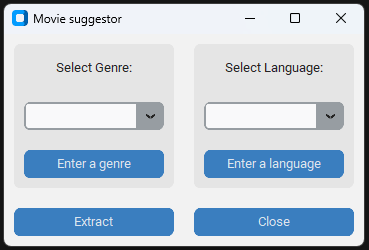 Movie suggestor
Select Genre:
Select Language:
Enter a genre
Enter a language
Extract
Close